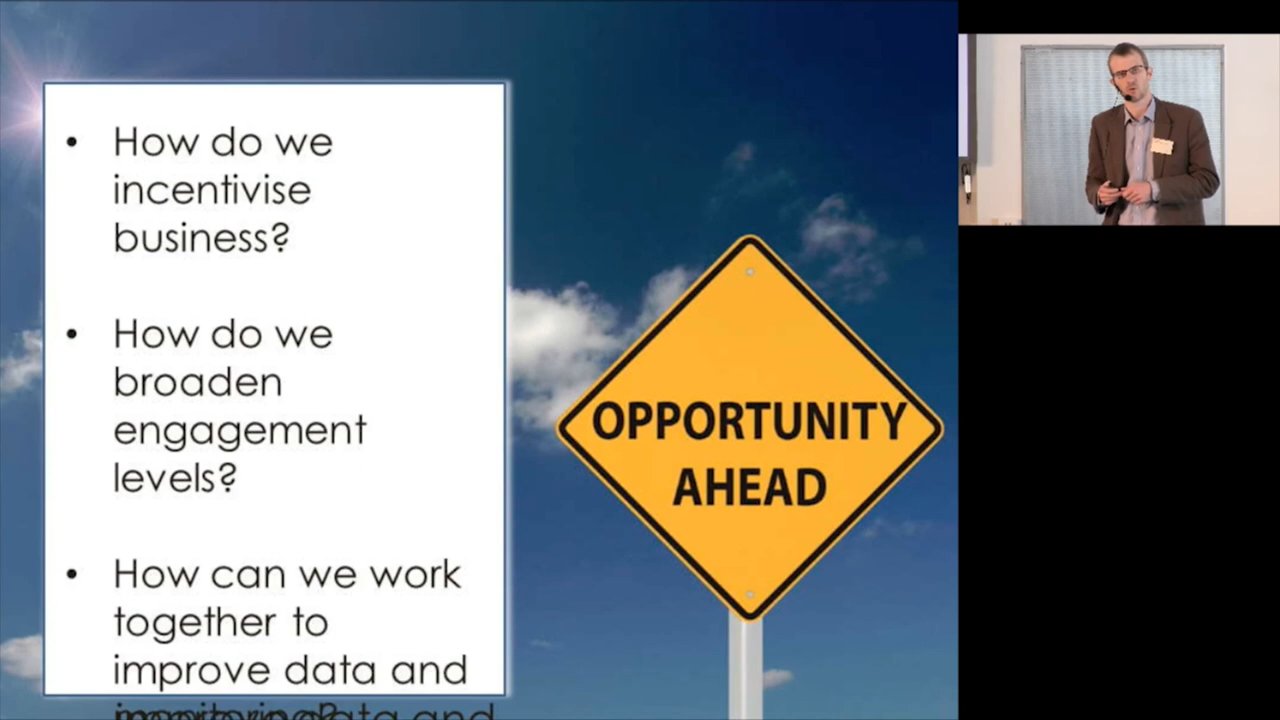 • How do we
incentivise
business?
• How do we
broaden
engagement
levels?
• How can we work
together to
improve data and
OPPORTUNITY
AHEAD